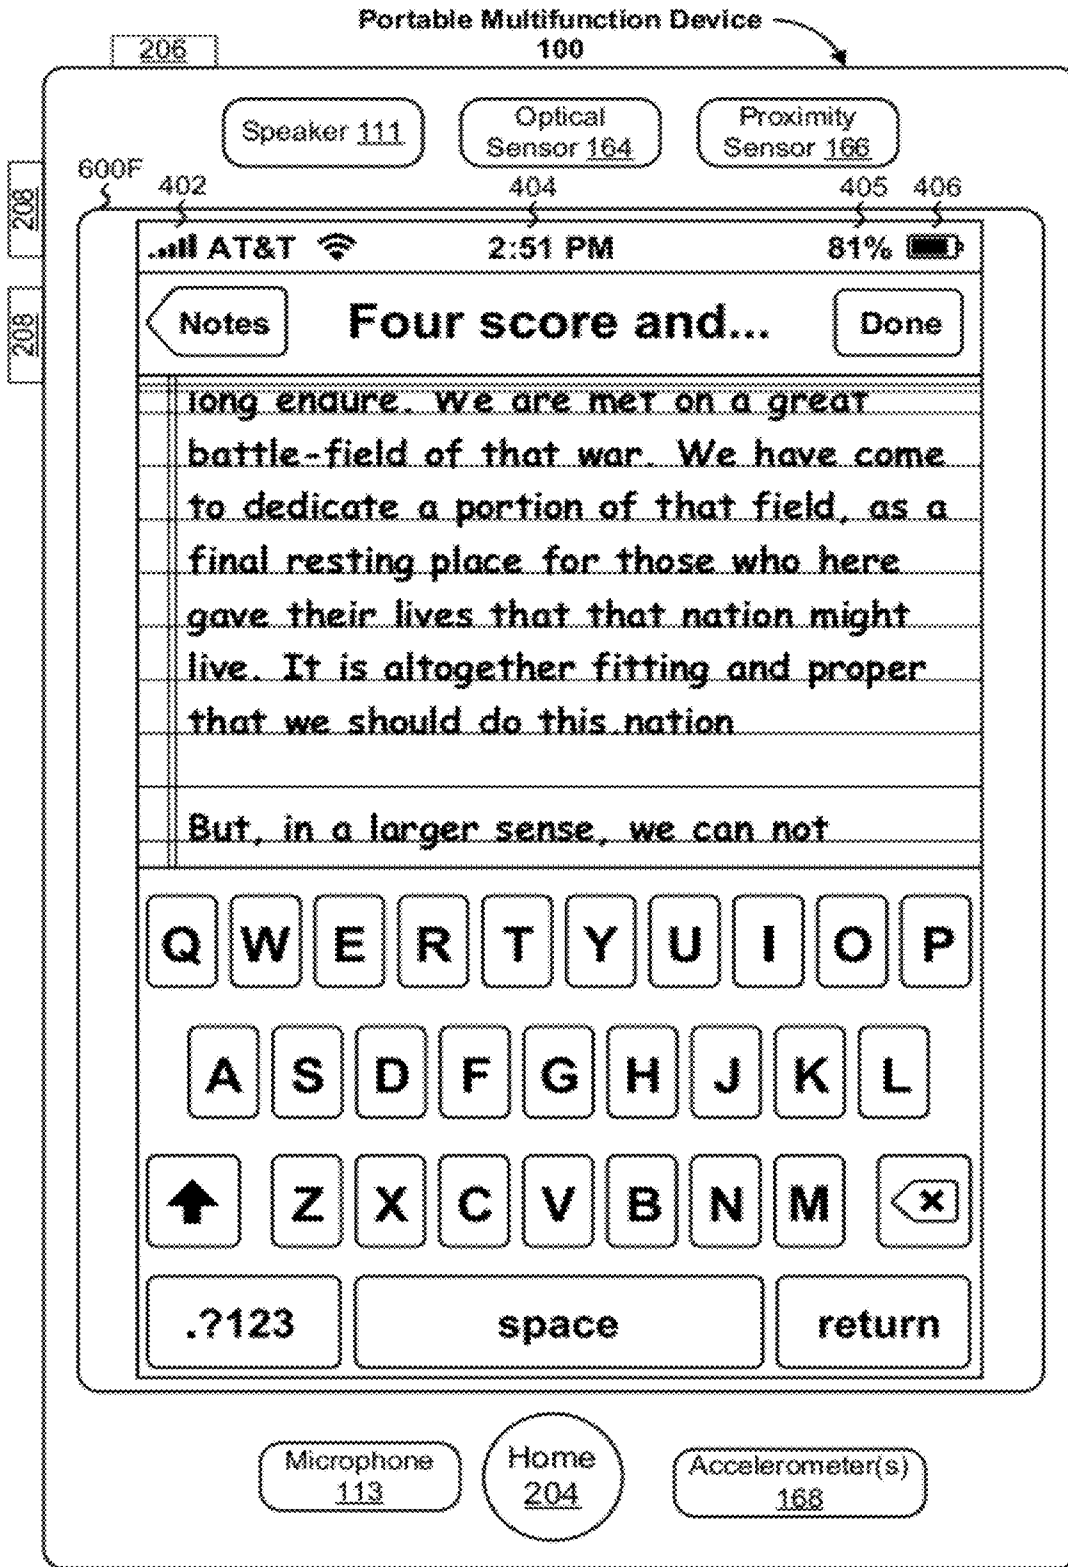 Portable Multifunction Device
100
206
Speaker 111
Optical
Sensor 164
Proximity
Sensor 166
600F
402
404
405
406
208
208
AT&T
2:51 PM
81%
Notes
Four score and...
Done
long endure. We are met on a great
battle-field of that war. We have come
to dedicate a portion of that field, as a
final resting place for those who here
gave their lives that that nation might
live. It is altogether fitting and proper
that we should do this.nation
But, in a larger sense, we can not
Q W E R T Y U I O P
A S D F G H J K L
Z X C V B N M
.?123 space return
Microphone
113
Home
204
Accelerometer(s)
168